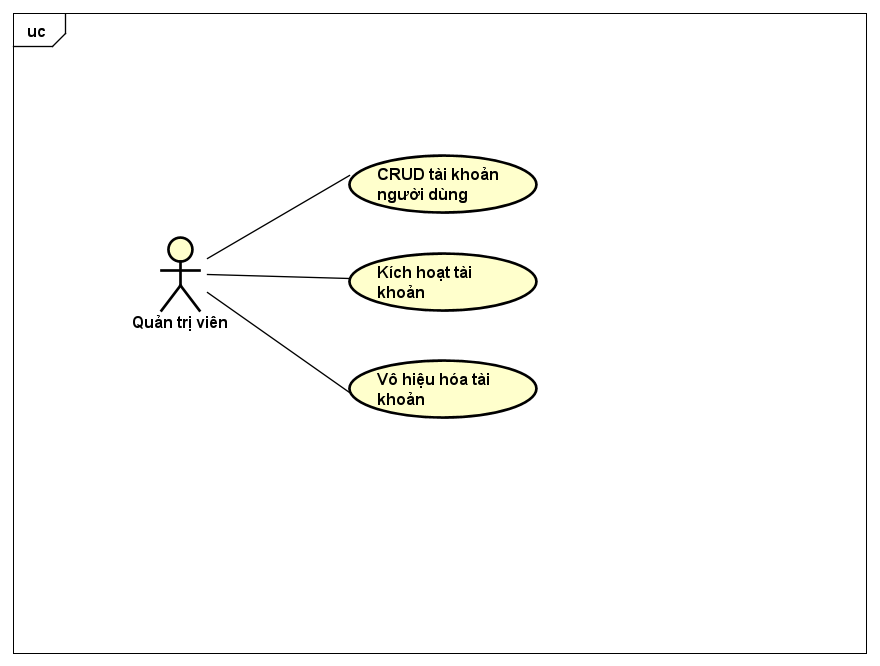 uc
CRUD tài khoản
người dùng
Kích hoạt tài
khoản
Quản trị viên
Vô hiệu hóa tài
khoản